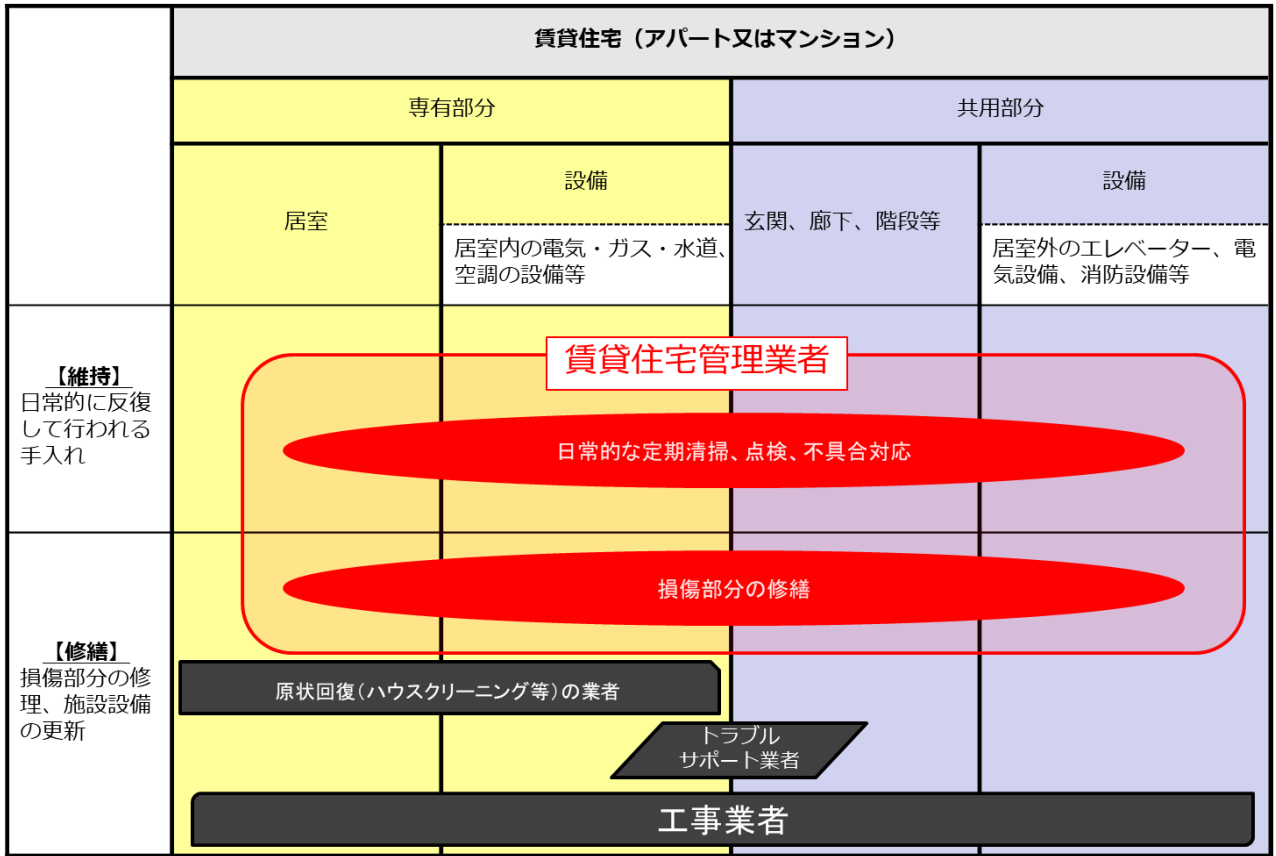 賃貸住宅（アパート又はマンション）
専有部分
共用部分
居室
設備
居室内の電気・ガス・水道、
空調の設備等
玄関、廊下、階段等
設備
居室外のエレベーター、電
気設備、消防設備等
【維持】
日常的に反復
して行われる
手入れ
賃貸住宅管理業者
日常的な定期清掃、点検、不具合対応
【修繕】
損傷部分の修
理、施設設備
の更新
損傷部分の修繕
原状回復（ハウスクリーニング等）の業者
トラブル
サポート業者
工事業者